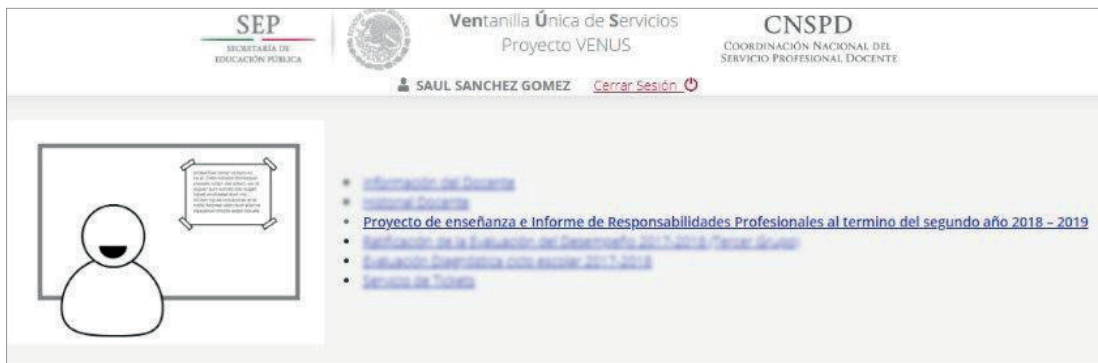 SEP
SECRETARÍA DE
EDUCACIÓN PÚBLICA
Ventanilla Única de Servicios
Proyecto VENUS
CNSPD
COORDINACIÓN NACIONAL DEL
SERVICIO PROFESIONAL DOCENTE
SAUL SANCHEZ GOMEZ Cerrar Sesión
Información del Docente
Historial Docente
Proyecto de enseñanza e Informe de Responsabilidades Profesionales al termino del segundo año 2018 – 2019
Ratificación de la Evaluación del Desempeño 2017-2018 (Tercer Grupo)
Evaluación Diagnóstica ciclo escolar 2017-2018
Servicio de Tickets